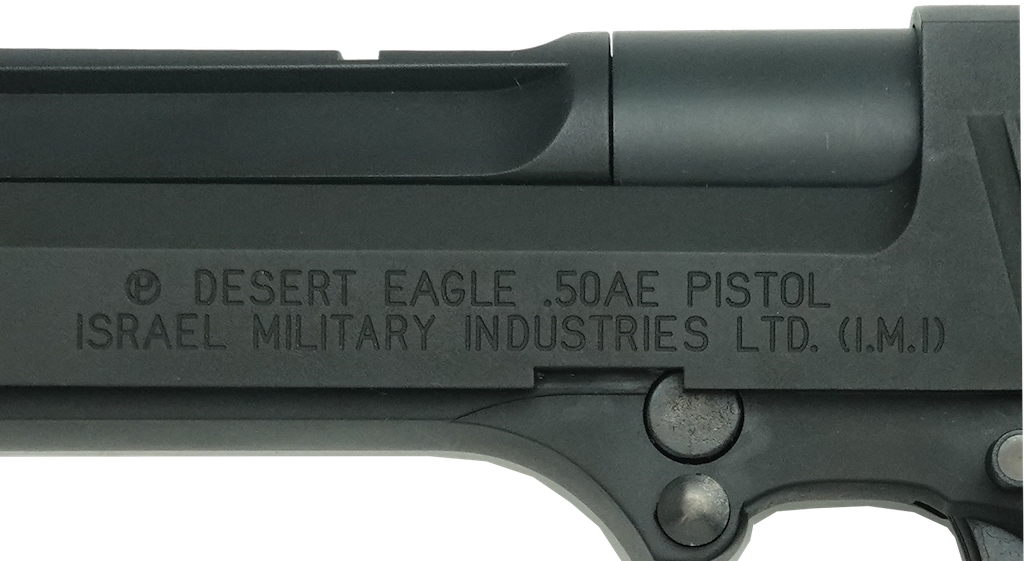 Ⓟ DESERT EAGLE .50AE PISTOL
ISRAEL MILITARY INDUSTRIES LTD. (I.M.I)